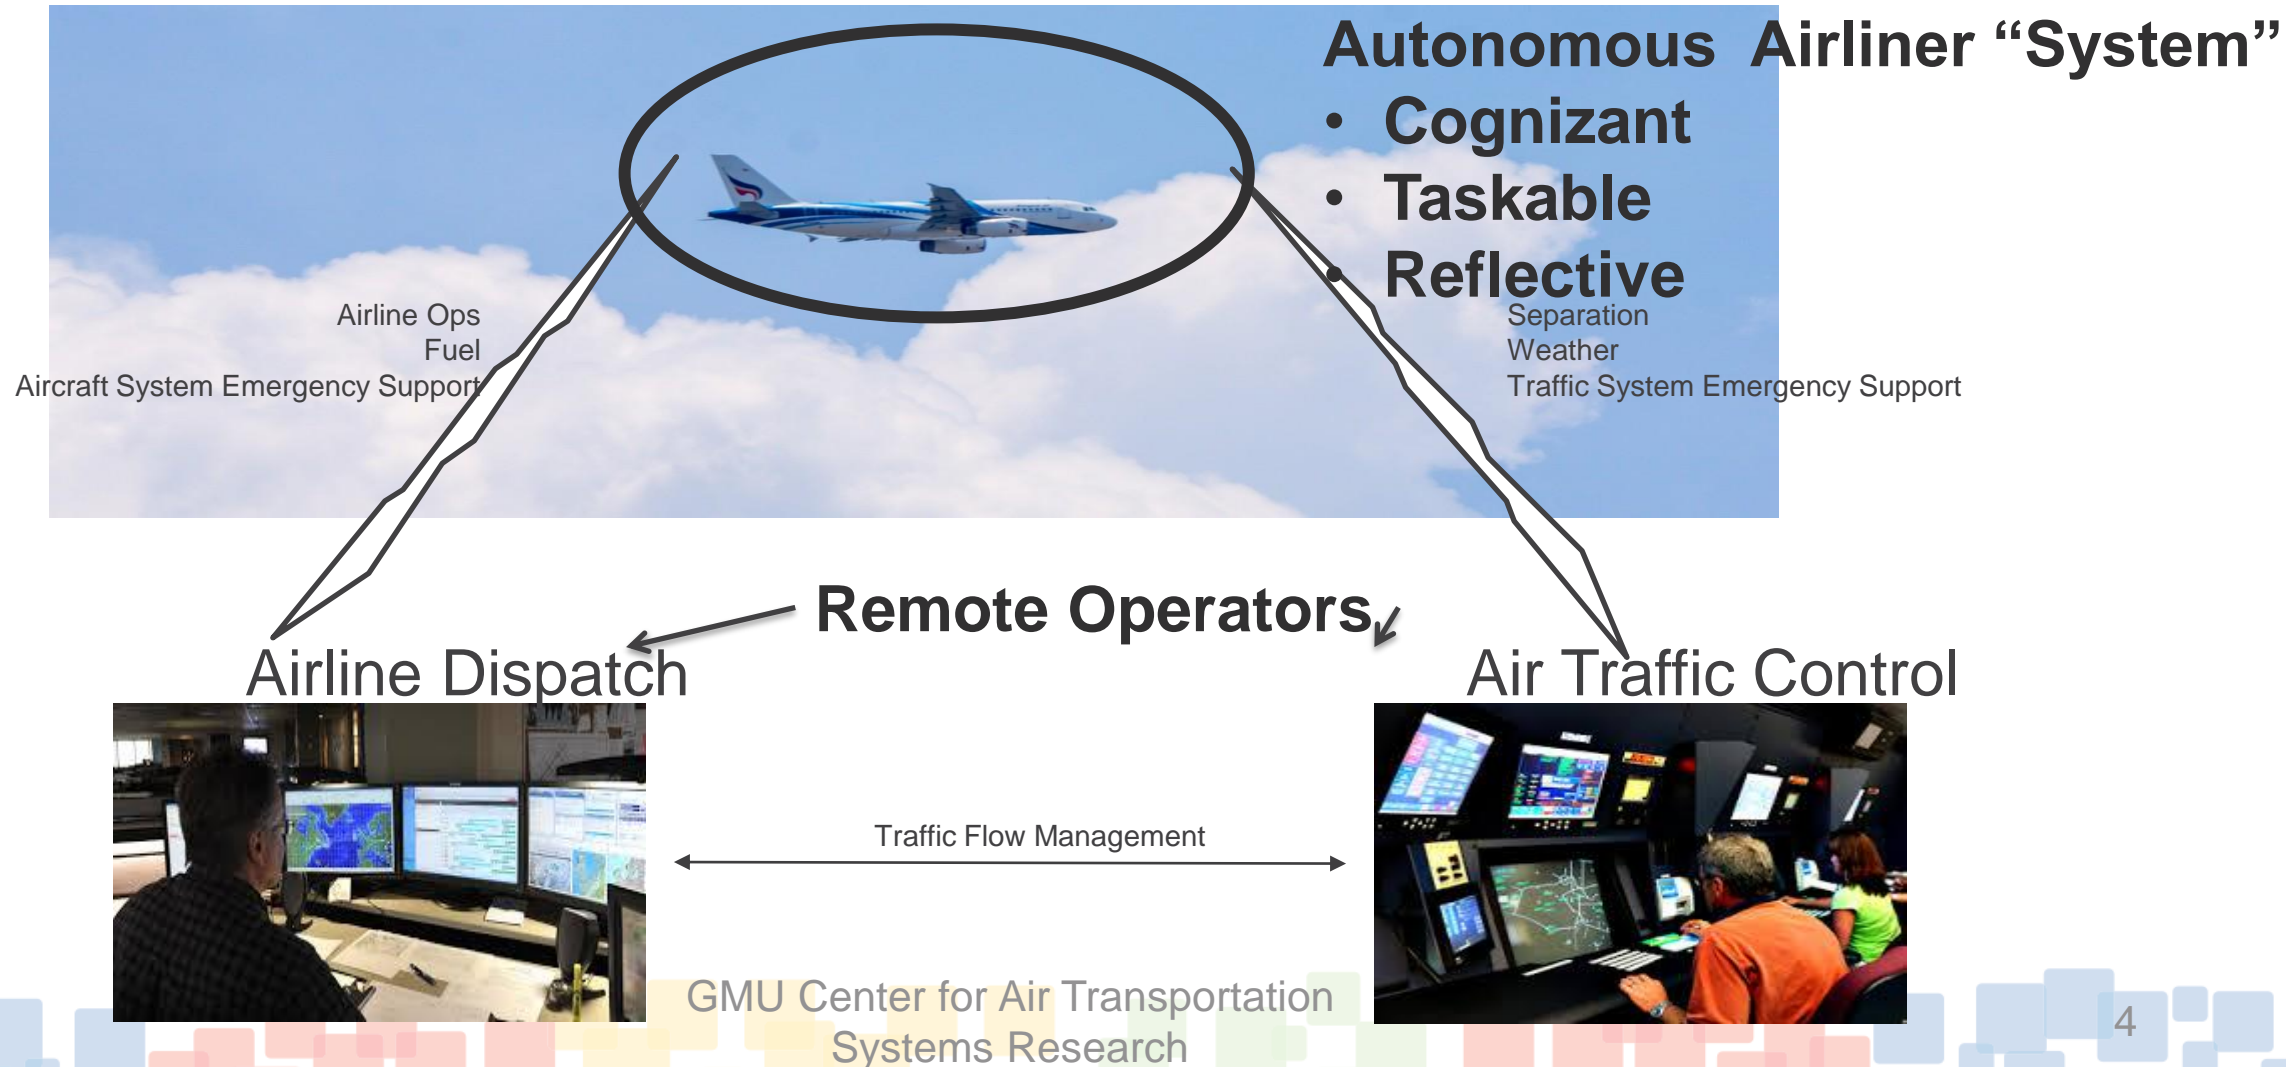 Autonomous  Airliner “System”
• Cognizant
• Taskable
• Reflective
Airline Ops
Fuel
Aircraft System Emergency Support
Separation
Weather
Traffic System Emergency Support
Remote Operators
Airline Dispatch
Air Traffic Control
Traffic Flow Management
GMU Center for Air Transportation
Systems Research
4